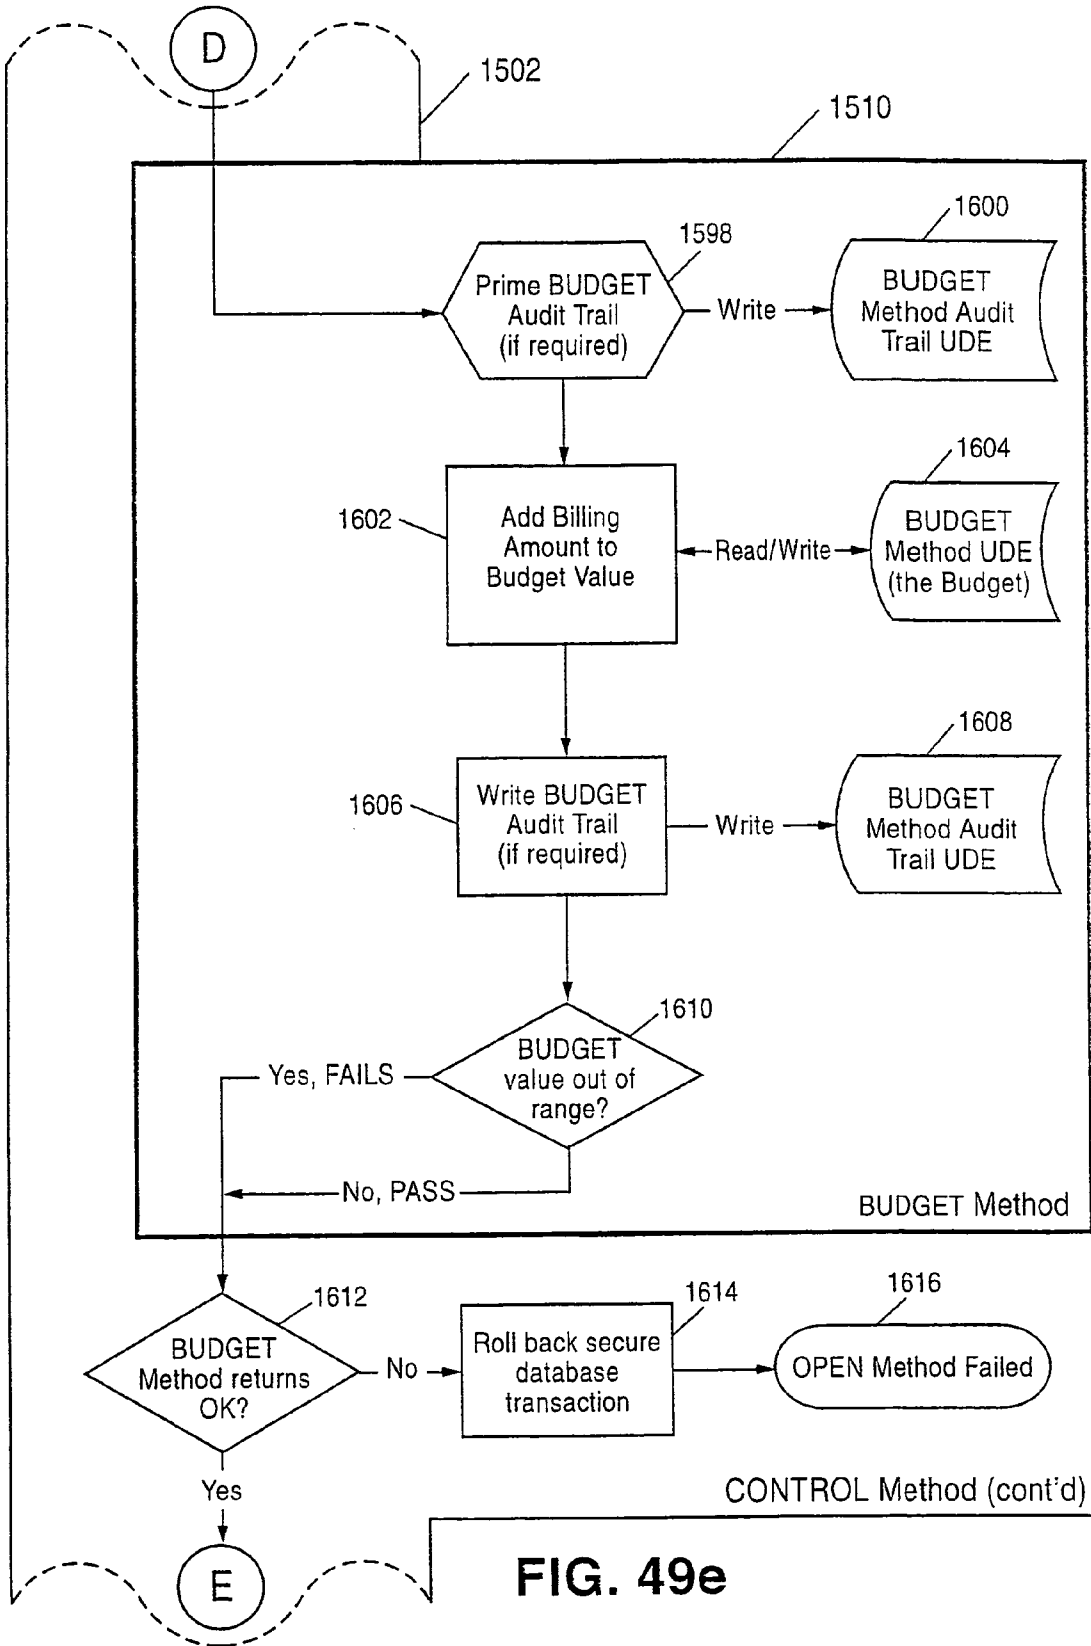 D
1502
1510
1600
1598
Prime BUDGET
Audit Trail
(if required)
Write
BUDGET
Method Audit
Trail UDE
1604
1602
Add Billing
Amount to
Budget Value
Read/Write
BUDGET
Method UDE
(the Budget)
1608
1606
Write BUDGET
Audit Trail
(if required)
Write
BUDGET
Method Audit
Trail UDE
1610
BUDGET
value out of
range?
Yes, FAILS
No, PASS
BUDGET Method
1612
BUDGET
Method returns
OK?
No
1614
Roll back secure
database
transaction
1616
OPEN Method Failed
Yes
CONTROL Method (cont'd)
E
FIG. 49e